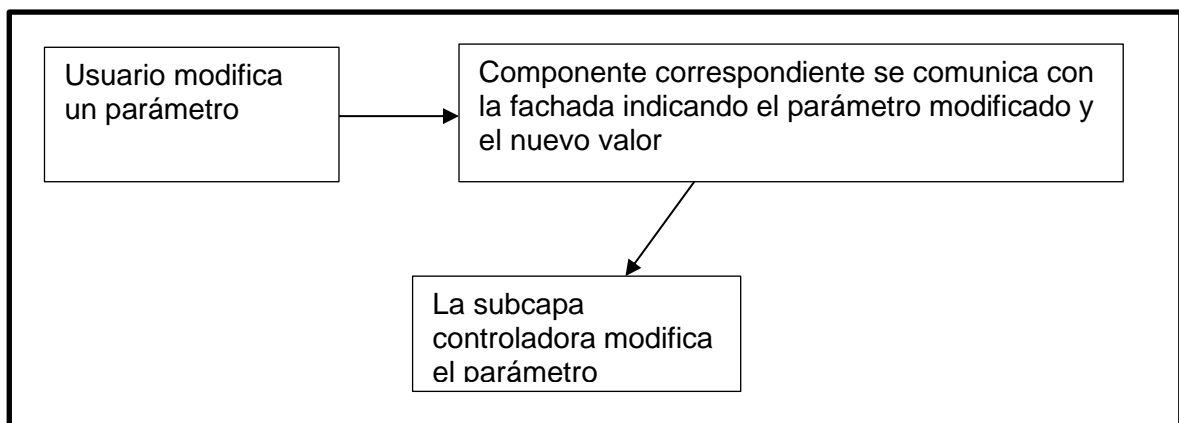 Usuario modifica
un parámetro
Componente correspondiente se comunica con
la fachada indicando el parámetro modificado y
el nuevo valor
La subcapa
controladora modifica
el parámetro